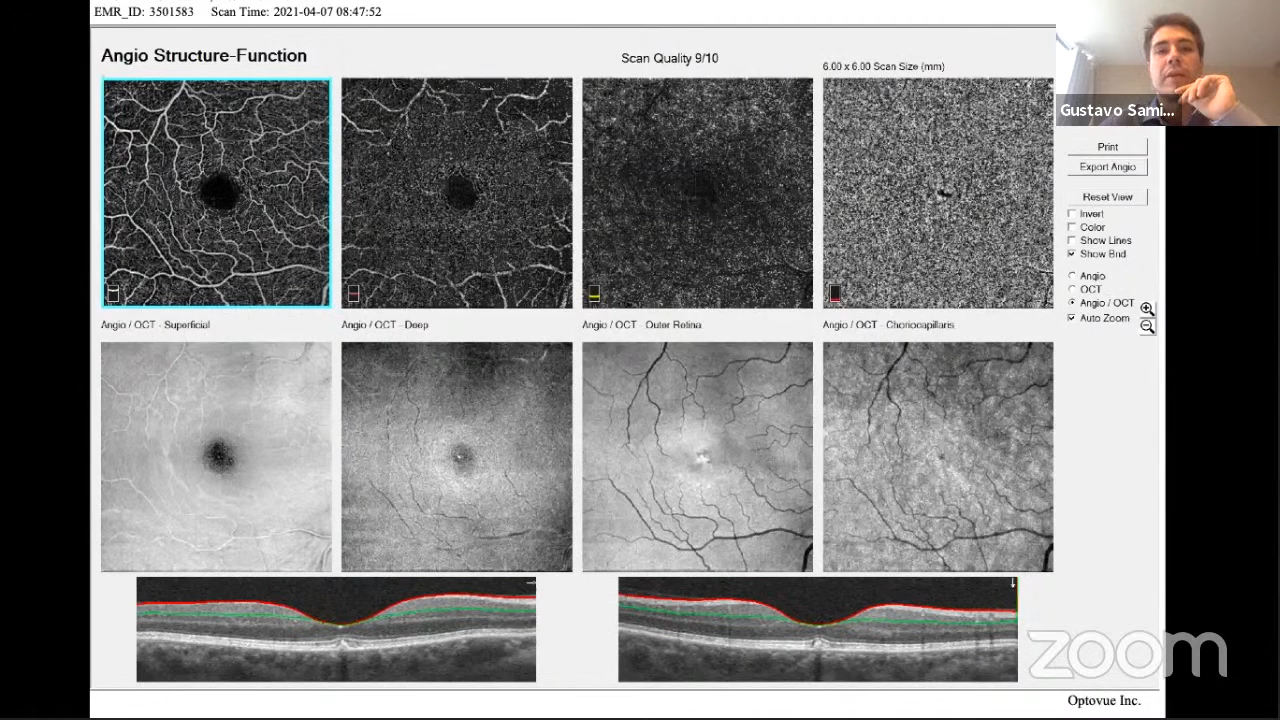 EMR_ID: 3501583 Scan Time: 2021-04-07 08:47:52
Angio Structure-Function
Scan Quality 9/10
6.00 x 6.00 Scan Size (mm)
Gustavo Sami...
Print
Export Angio
Reset View
Invert
Color
Show Lines
Show Bnd
Angio
OCT
Angio / OCT
Auto Zoom
Angio / OCT - Superficial
Angio / OCT - Deep
Angio / OCT - Outer Retina
Angio / OCT - Choriocapillaris
zoom
Optovue Inc.